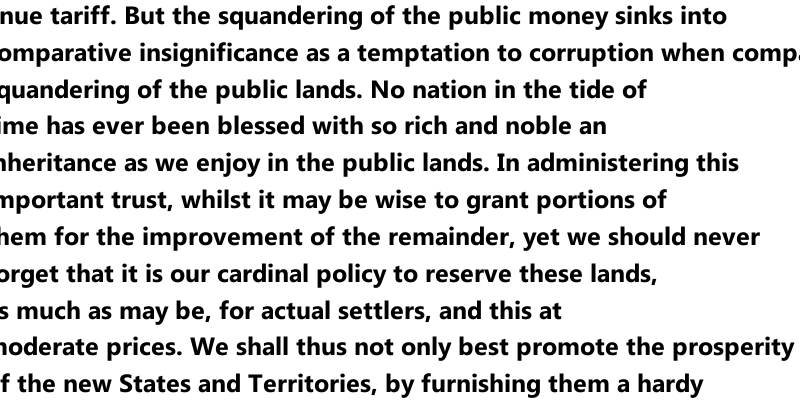 nue tariff. But the squandering of the public money sinks into
omparative insignificance as a temptation to corruption when comp
quandering of the public lands. No nation in the tide of
ime has ever been blessed with so rich and noble an
nheritance as we enjoy in the public lands. In administering this
mportant trust, whilst it may be wise to grant portions of
hem for the improvement of the remainder, yet we should never
orget that it is our cardinal policy to reserve these lands,
s much as may be, for actual settlers, and this at
moderate prices. We shall thus not only best promote the prosperity
f the new States and Territories, by furnishing them a hardy